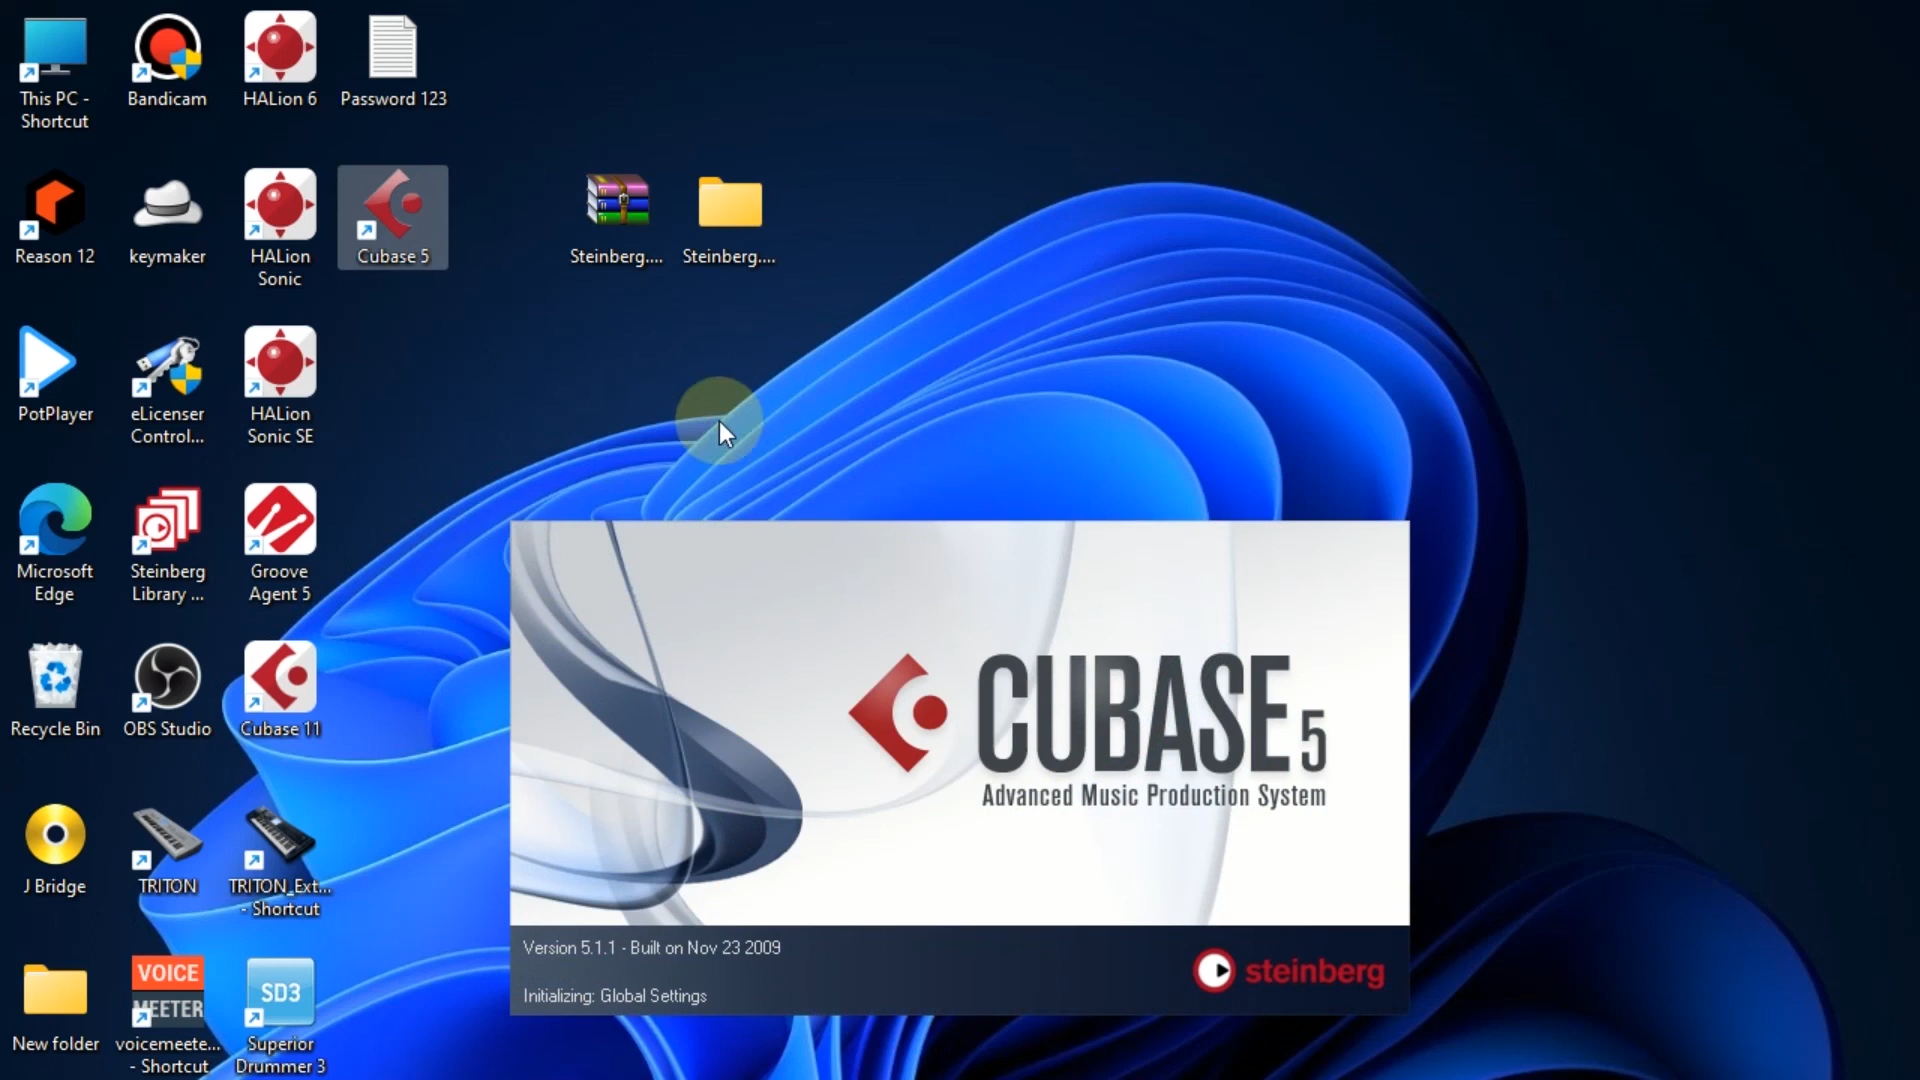 This PC -
Shortcut
Bandicam
HALion 6
Password 123
Reason 12
keymaker
HALion
Sonic
Cubase 5
Steinberg....
Steinberg....
PotPlayer
eLicenser
Control...
HALion
Sonic SE
Microsoft
Edge
Steinberg
Library ...
Groove
Agent 5
Recycle Bin
OBS Studio
Cubase 11
J Bridge
TRITON
TRITON_Ext...
- Shortcut
VOICE
MEETER
SD3
New folder
voicemeete...
- Shortcut
Superior
Drummer 3
CUBASE 5
Advanced Music Production System
Version 5.1.1 - Built on Nov 23 2009
Initializing: Global Settings
steinberg